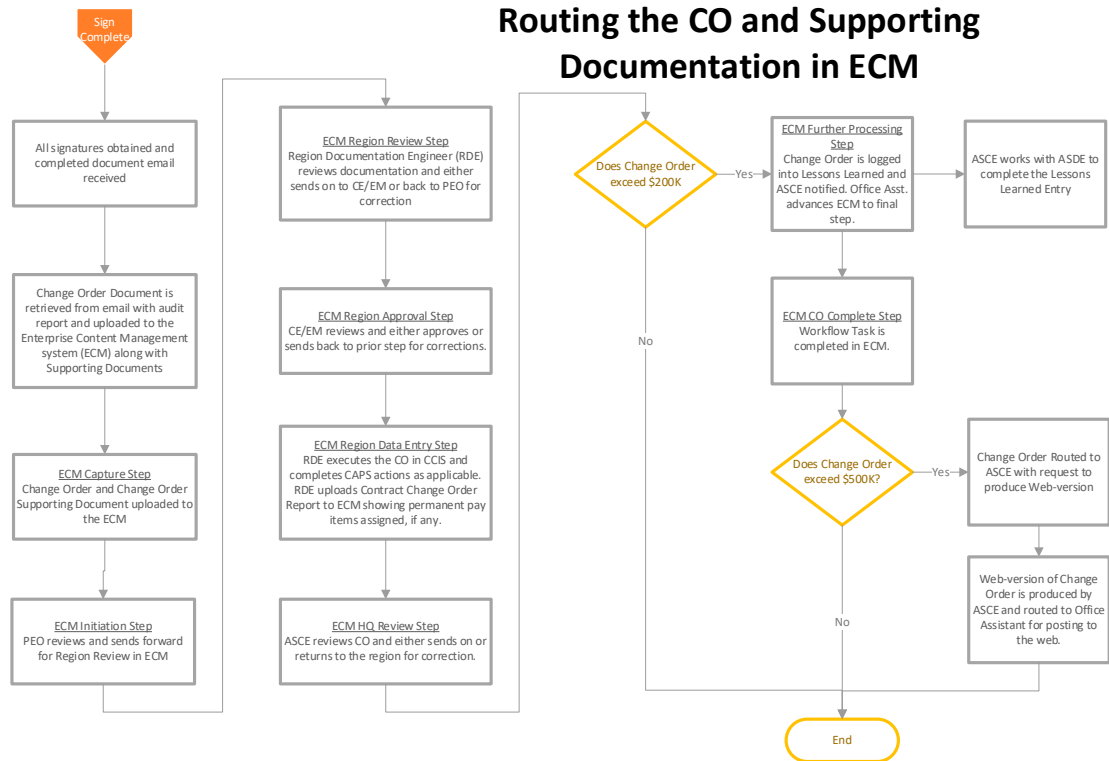 Routing the CO and Supporting
Documentation in ECM
Sign
Complete
All signatures obtained and
completed document email
received
Change Order Document is
retrieved from email with audit
report and uploaded to the
Enterprise Content Management
system (ECM) along with
Supporting Documents
ECM Capture Step
Change Order and Change Order
Supporting Document uploaded to
the ECM
ECM Initiation Step
PEO reviews and sends forward
for Region Review in ECM
ECM Region Review Step
Region Documentation Engineer (RDE)
reviews documentation and either
sends on to CE/EM or back to PEO for
correction
ECM Region Approval Step
CE/EM reviews and either approves or
sends back to prior step for corrections.
ECM Region Data Entry Step
RDE executes the CO in CCIS and
completes CAPS actions as applicable.
RDE uploads Contract Change Order
Report to ECM showing permanent pay
items assigned, if any.
ECM HQ Review Step
ASCE reviews CO and either sends on or
returns to the region for correction.
Does Change Order
exceed $200K
Yes
No
ECM Further Processing
Step
Change Order is logged
into Lessons Learned and
ASCE notified. Office Asst.
advances ECM to final
step.
ASCE works with ASDE to
complete the Lessons
Learned Entry
ECM CO Complete Step
Workflow Task is
completed in ECM.
Does Change Order
exceed $500K?
Yes
No
Change Order Routed to
ASCE with request to
produce Web-version
Web-version of Change
Order is produced by
ASCE and routed to Office
Assistant for posting to
the web.
End